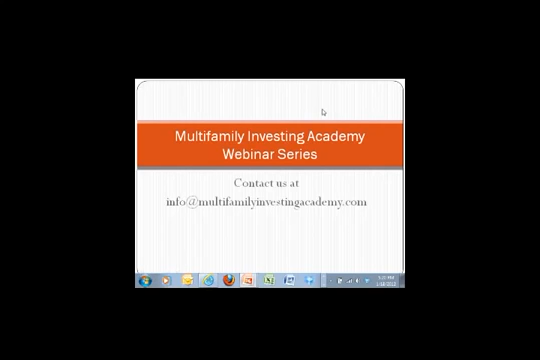 Multifamily Investing Academy
Webinar Series
Contact us at
info@multifamilyinvestingacademy.com